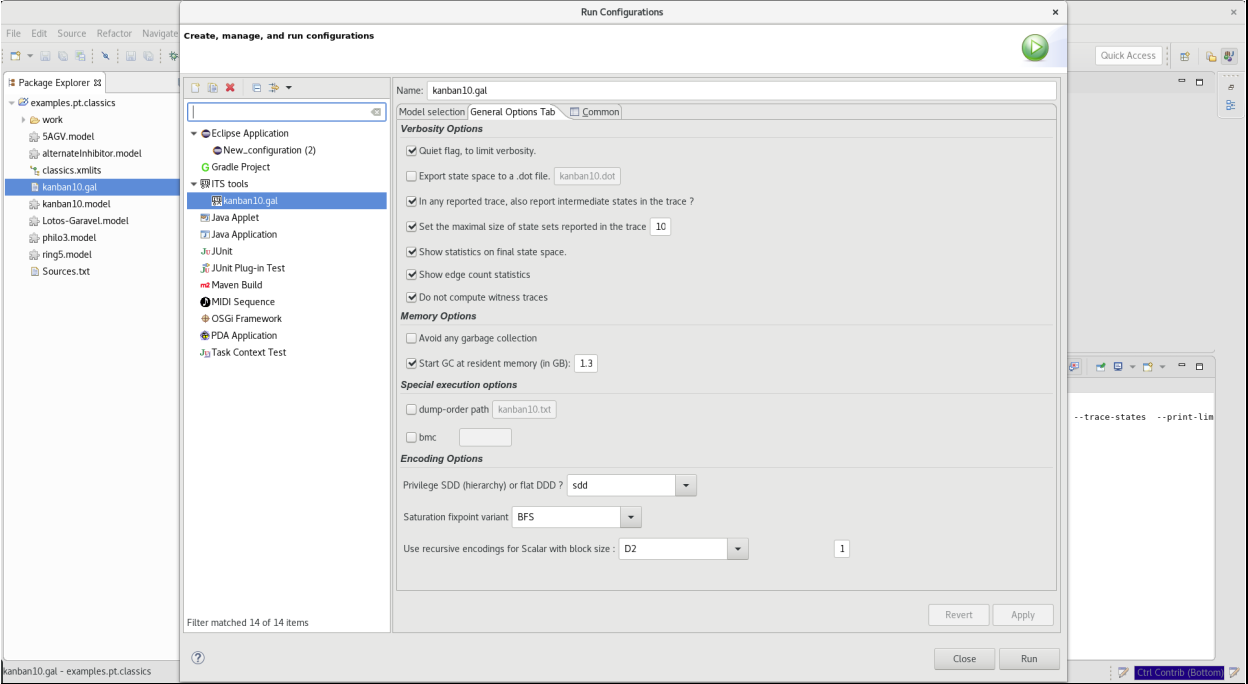 Run Configurations
File Edit Source Refactor Navigate
Create, manage, and run configurations
Quick Access
Package Explorer
examples.pt.classics
work
5AGV.model
alternateInhibitor.model
classics.xmlits
kanban10.gal
kanban10.model
Lotos-Garavel.model
philo3.model
ring5.model
Sources.txt
Eclipse Application
New_configuration (2)
Gradle Project
ITS tools
kanban10.gal
Java Applet
Java Application
JUnit
JUnit Plug-in Test
Maven Build
MIDI Sequence
OSGi Framework
PDA Application
Task Context Test
Filter matched 14 of 14 items
Name: kanban10.gal
Model selection General Options Tab Common
Verbosity Options
Quiet flag, to limit verbosity.
Export state space to a .dot file. kanban10.dot
In any reported trace, also report intermediate states in the trace ?
Set the maximal size of state sets reported in the trace 10
Show statistics on final state space.
Show edge count statistics
Do not compute witness traces
Memory Options
Avoid any garbage collection
Start GC at resident memory (in GB): 1.3
Special execution options
dump-order path kanban10.txt
bmc
Encoding Options
Privilege SDD (hierarchy) or flat DDD ? sdd
Saturation fixpoint variant BFS
Use recursive encodings for Scalar with block size : D2 1
Revert Apply
Close Run
--trace-states --print-lim
kanban10.gal - examples.pt.classics
Ctrl Contrib (Bottom)